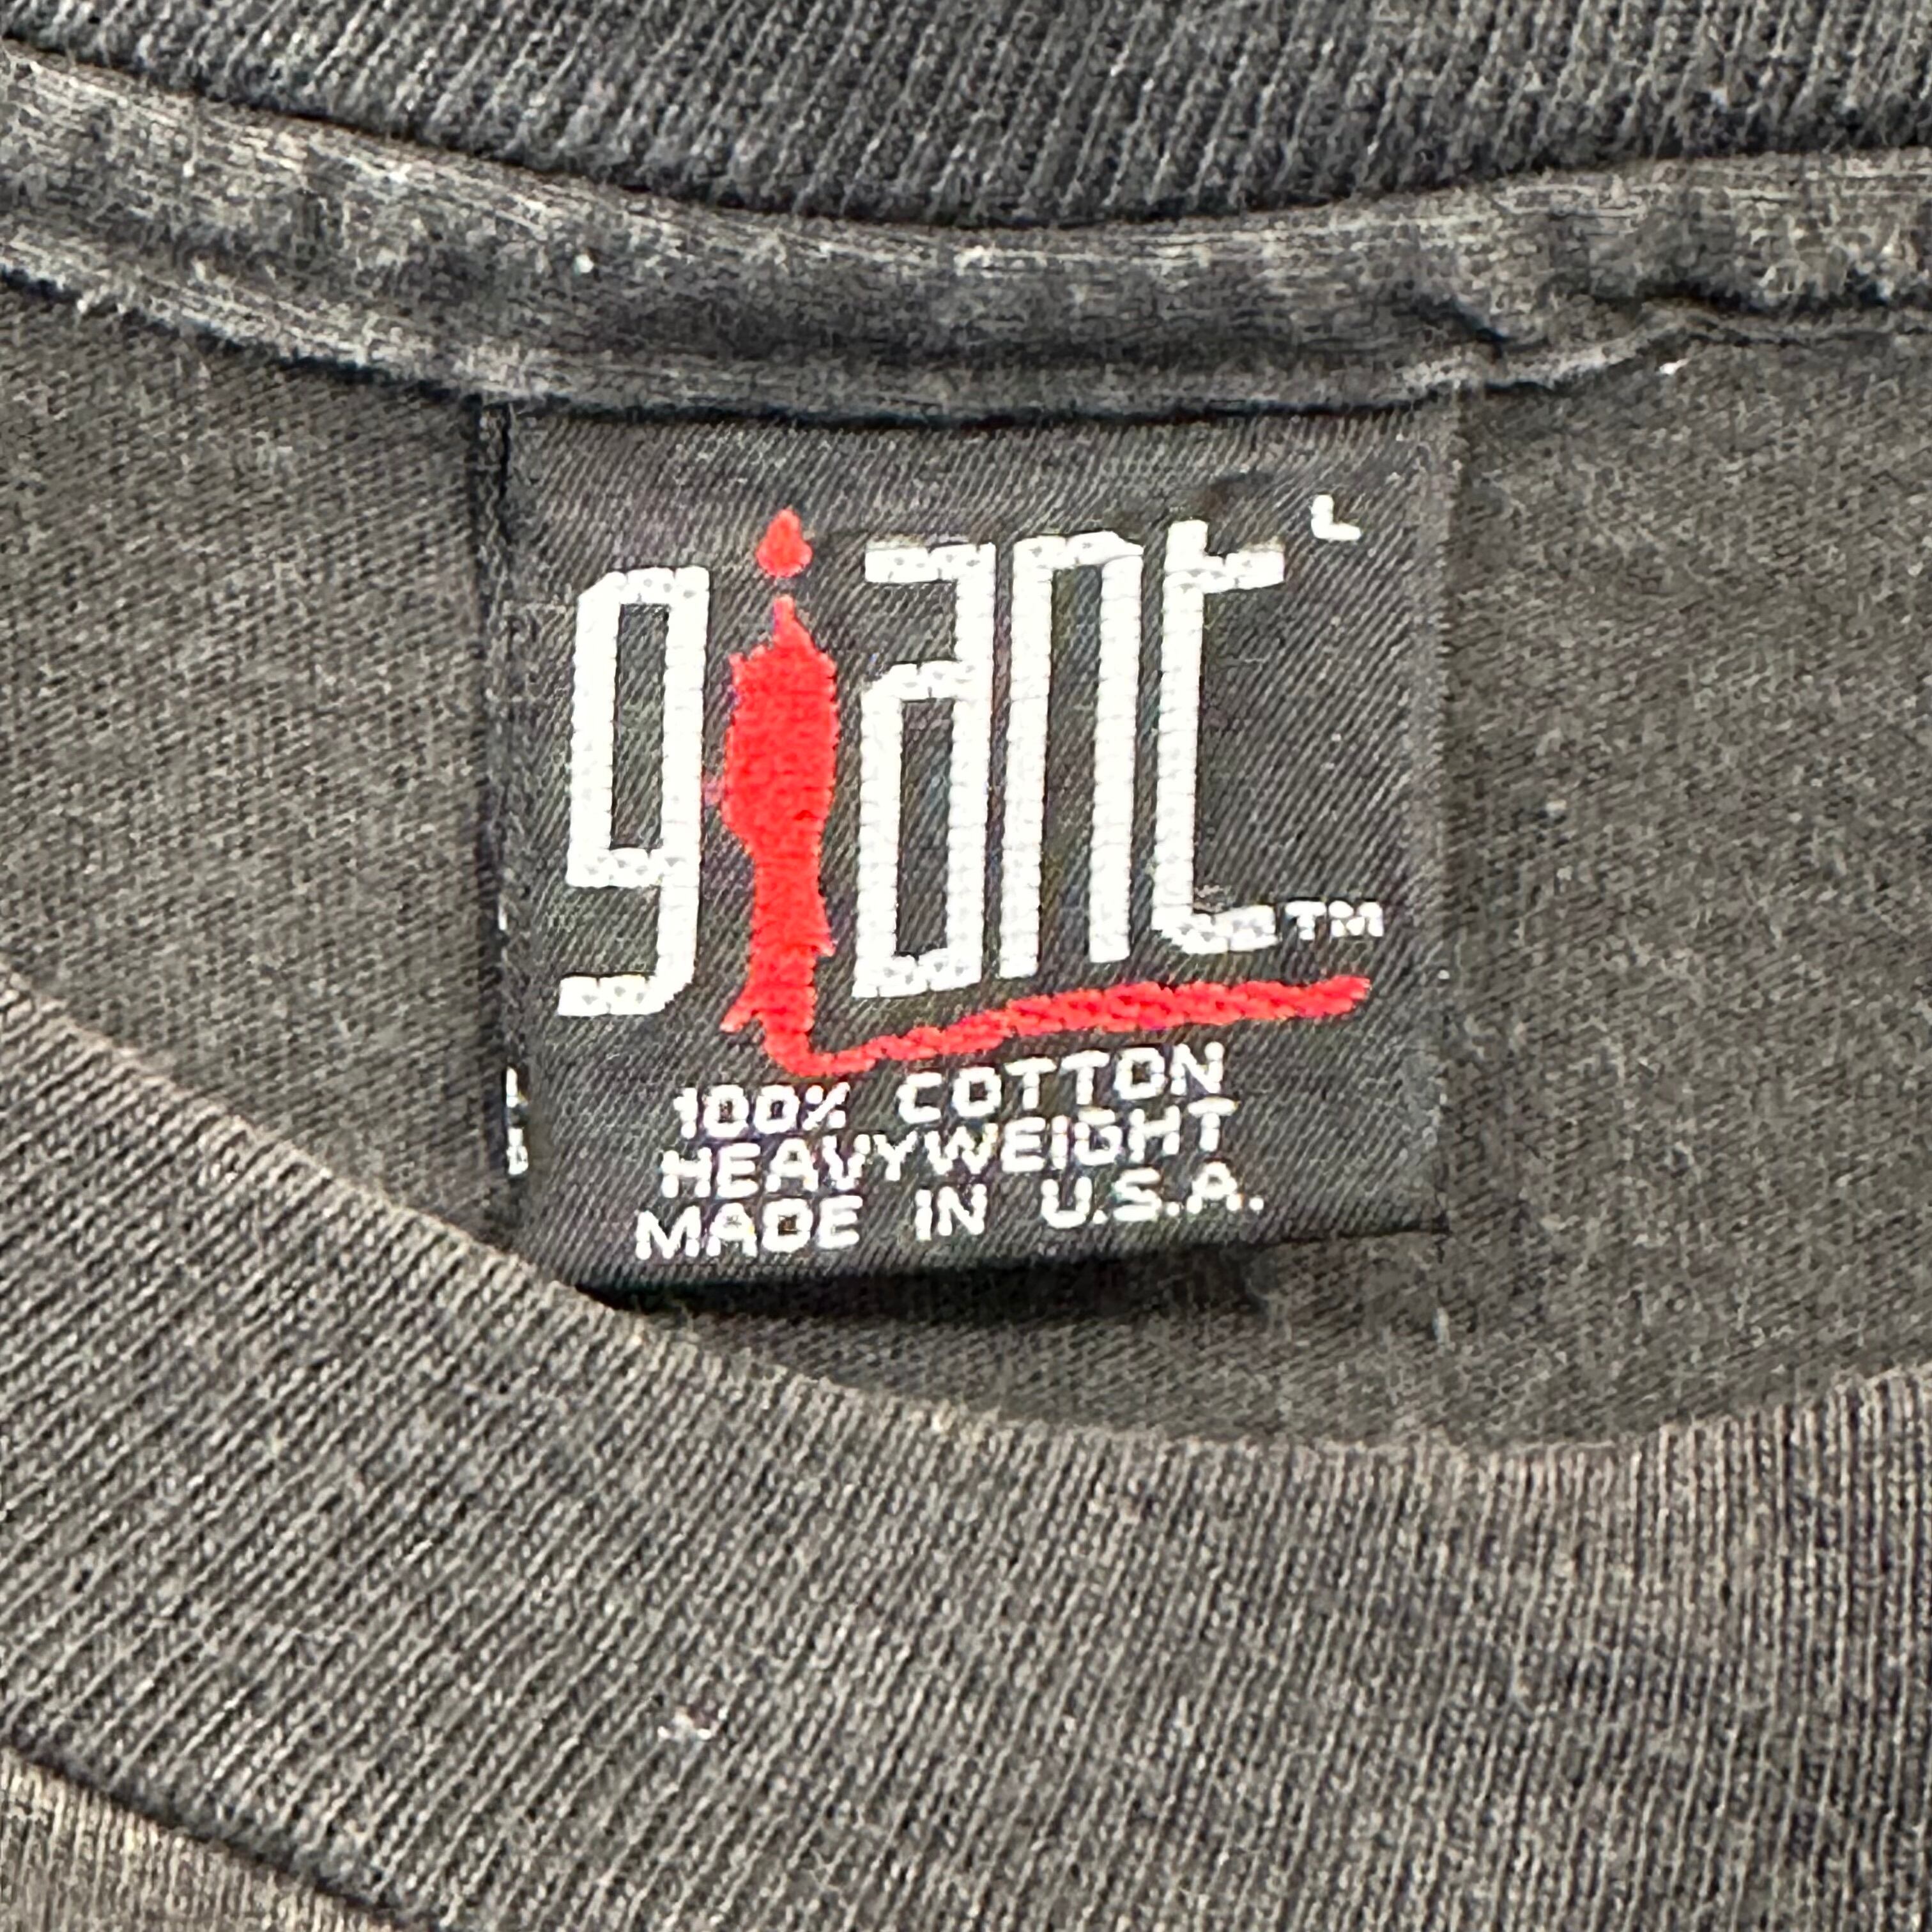 L
giant
TM
100% COTTON
HEAVYWEIGHT
MADE IN U.S.A.